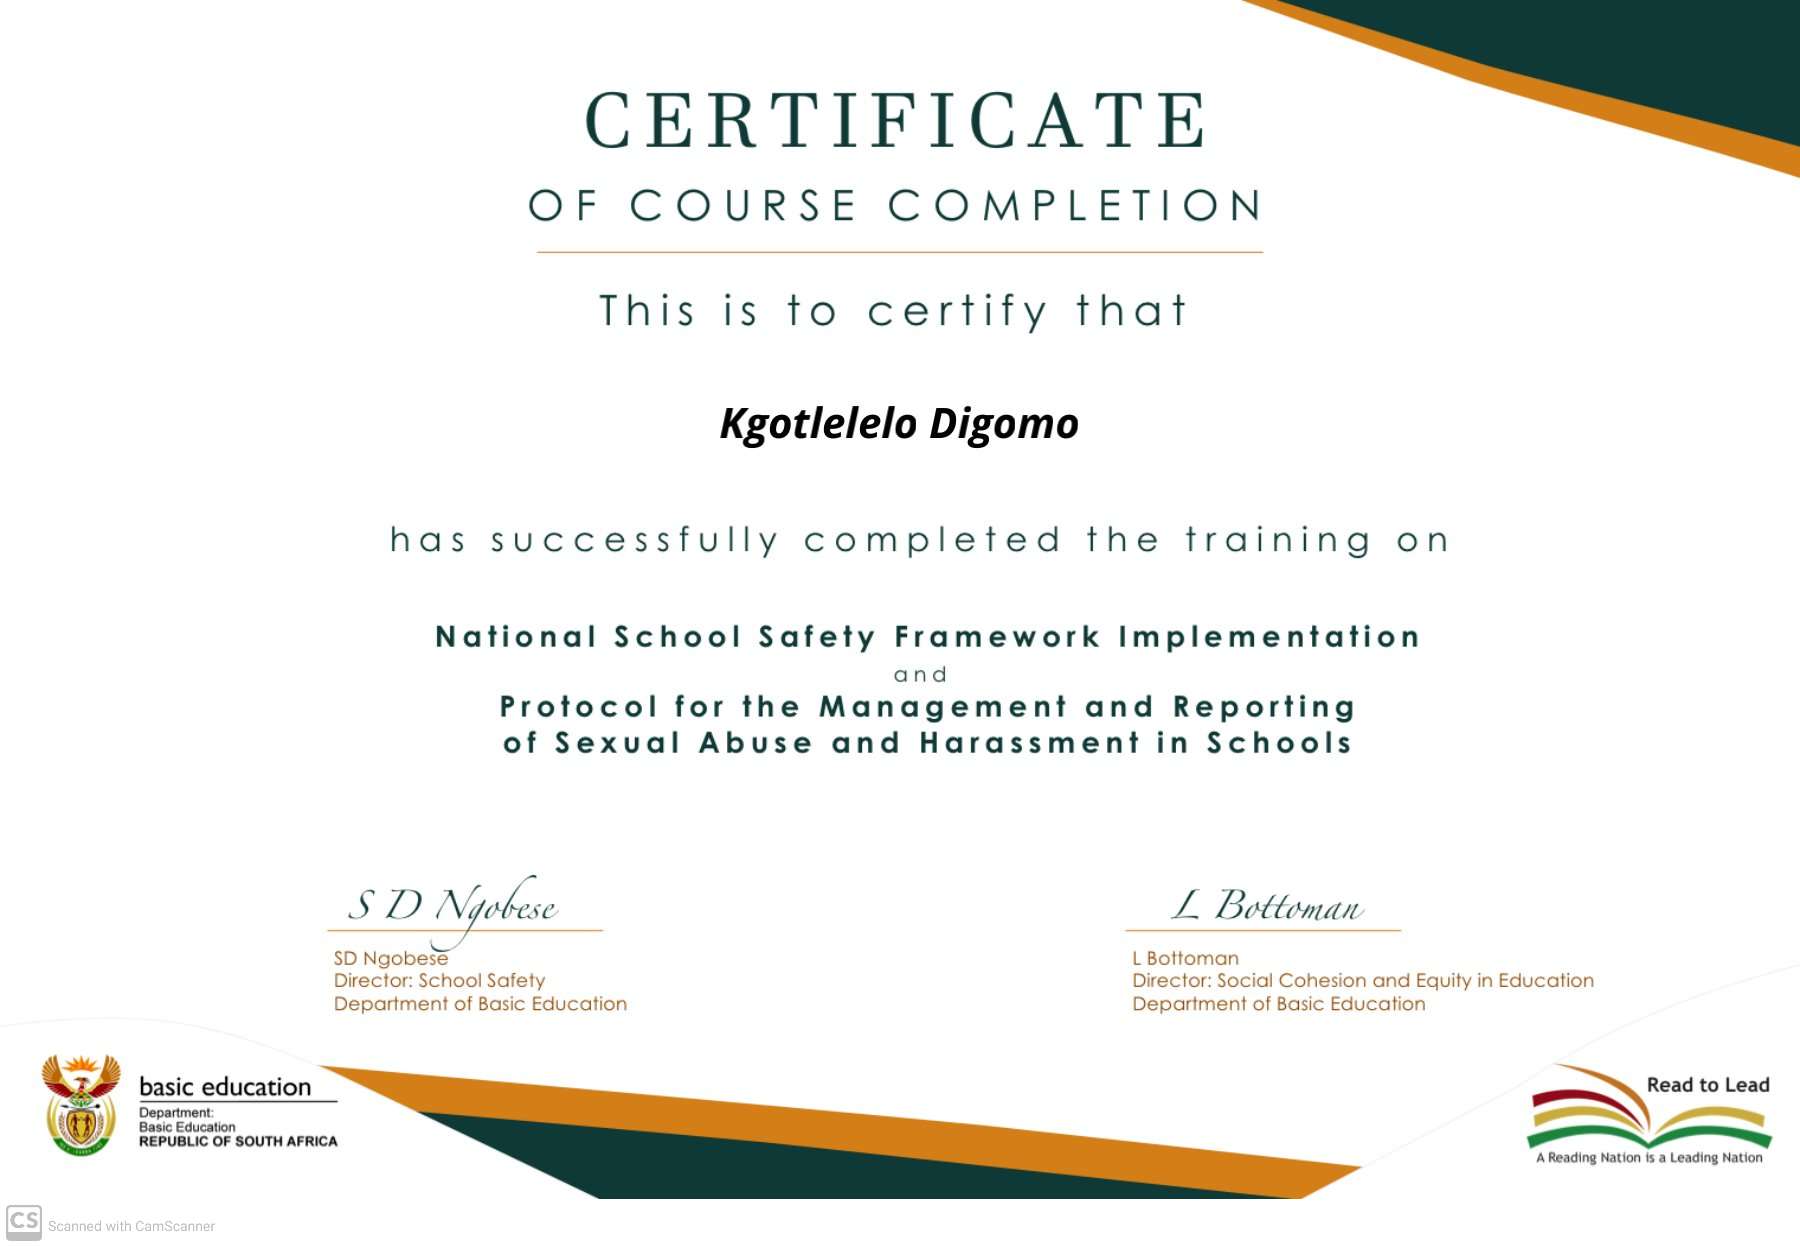 CERTIFICATE
OF COURSE COMPLETION
This is to certify that
Kgotlelelo Digomo
has successfully completed the training on
National School Safety Framework Implementation
and
Protocol for the Management and Reporting
of Sexual Abuse and Harassment in Schools
S D Ngobese
SD Ngobese
Director: School Safety
Department of Basic Education
L Bottoman
L Bottoman
Director: Social Cohesion and Equity in Education
Department of Basic Education
basic education
Department:
Basic Education
REPUBLIC OF SOUTH AFRICA
Read to Lead
A Reading Nation is a Leading Nation
CS Scanned with CamScanner